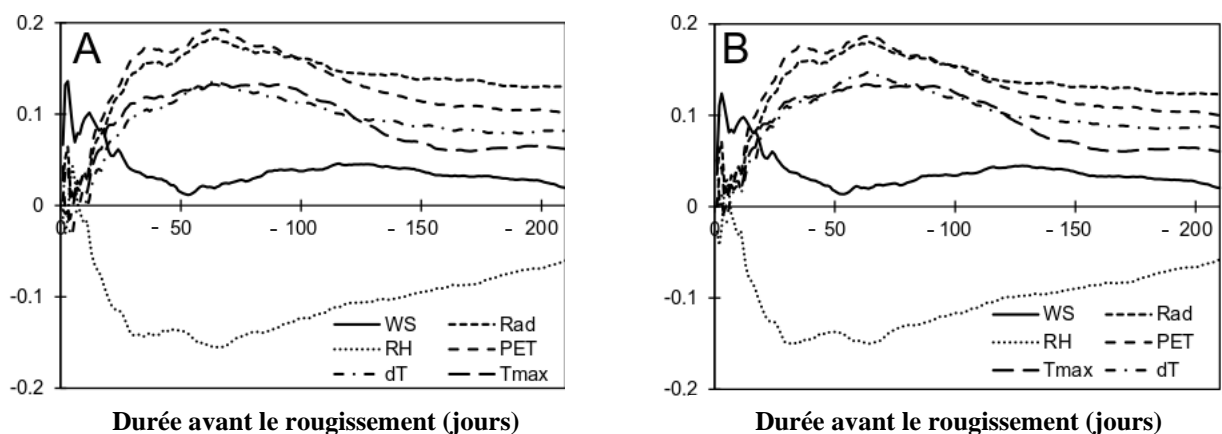 A
0.2
0.1
0
-0.1
-0.2
0 - 50 - 100 - 150 - 200
WS Rad
RH PET
dT Tmax
Durée avant le rougissement (jours)
B
0.2
0.1
0
-0.1
-0.2
0 - 50 - 100 - 150 - 200
WS Rad
RH PET
Tmax dT
Durée avant le rougissement (jours)